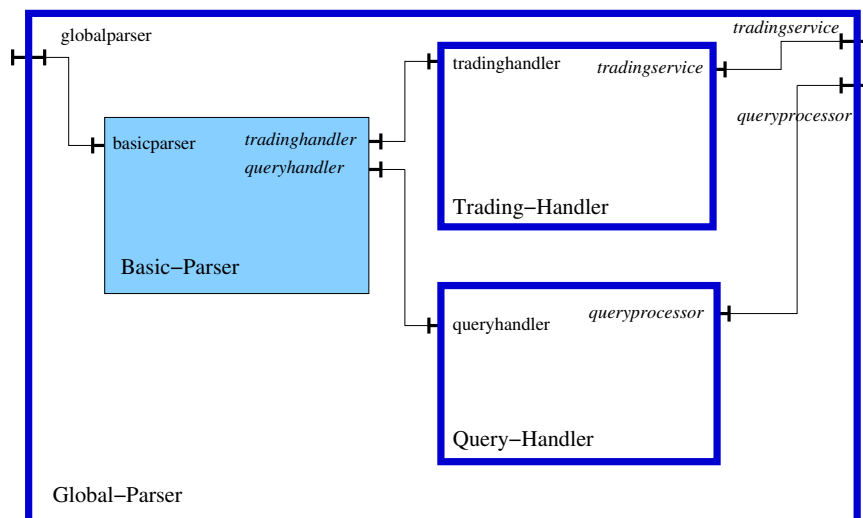 globalparser
tradingservice
tradinghandler
tradingservice
queryprocessor
basicparser
tradinghandler
queryhandler
Trading−Handler
Basic−Parser
queryhandler
queryprocessor
Query−Handler
Global−Parser